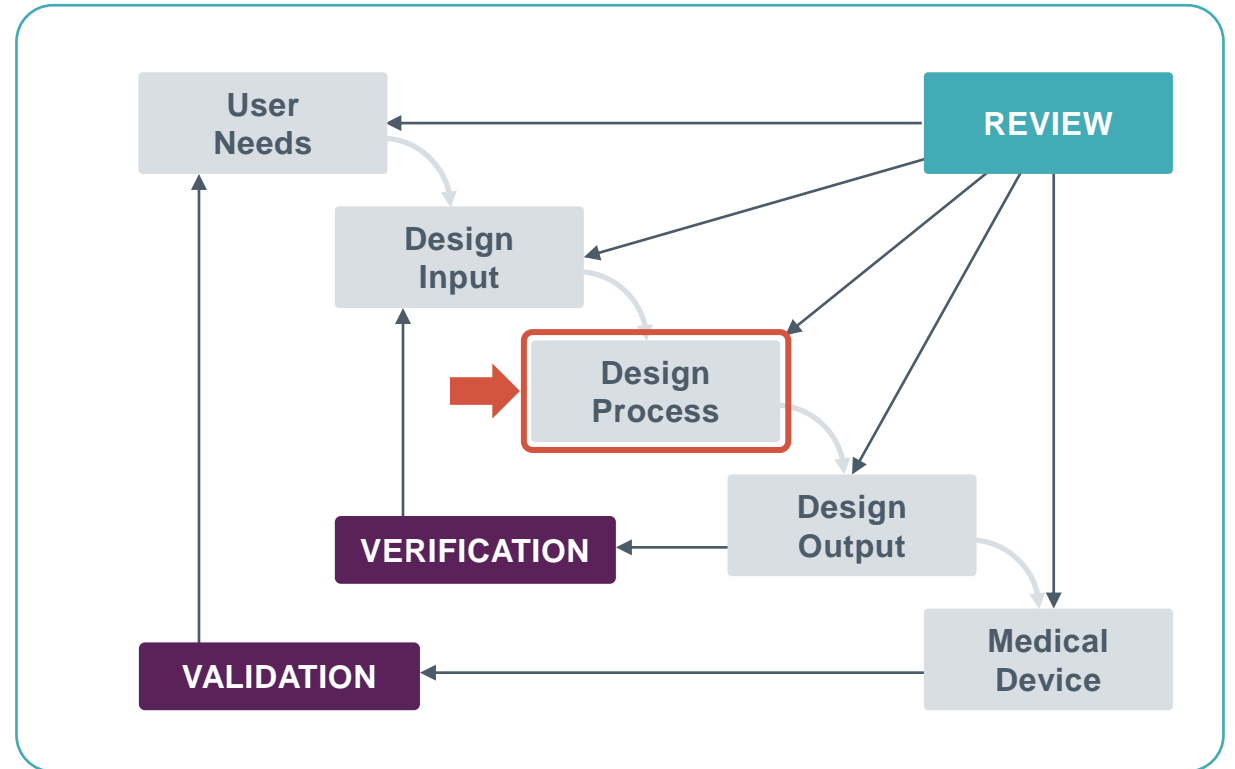 User
Needs
REVIEW
Design
Input
Design
Process
Design
Output
VERIFICATION
Medical
Device
VALIDATION